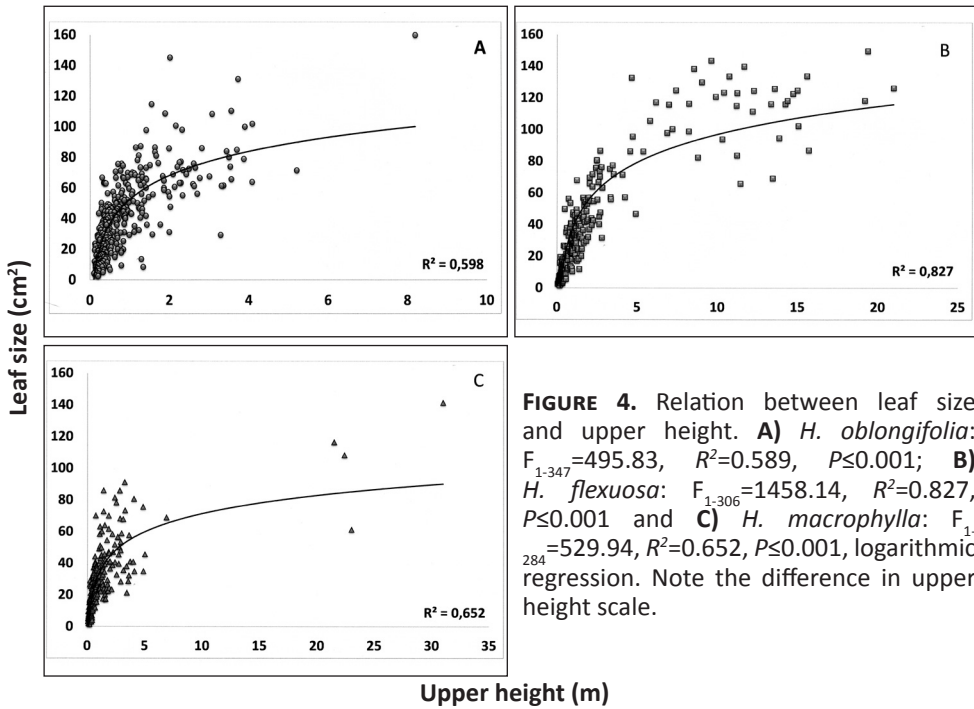 Leaf size (cm²)
160
140
120
100
80
60
40
20
0
A
R² = 0,598
0 2 4 6 8 10
160
140
120
100
80
60
40
20
0
B
R² = 0,827
0 5 10 15 20 25
160
140
120
100
80
60
40
20
0
C
R² = 0,652
0 5 10 15 20 25 30 35
Upper height (m)
FIGURE 4. Relation between leaf size
and upper height. A) H. oblongifolia:
F₁₋₃₄₇=495.83, R²=0.589, P≤0.001; B)
H. flexuosa: F₁₋₃₀₆=1458.14, R²=0.827,
P≤0.001 and C) H. macrophylla: F₁₋
₂₈₄=529.94, R²=0.652, P≤0.001, logarithmic
regression. Note the difference in upper
height scale.